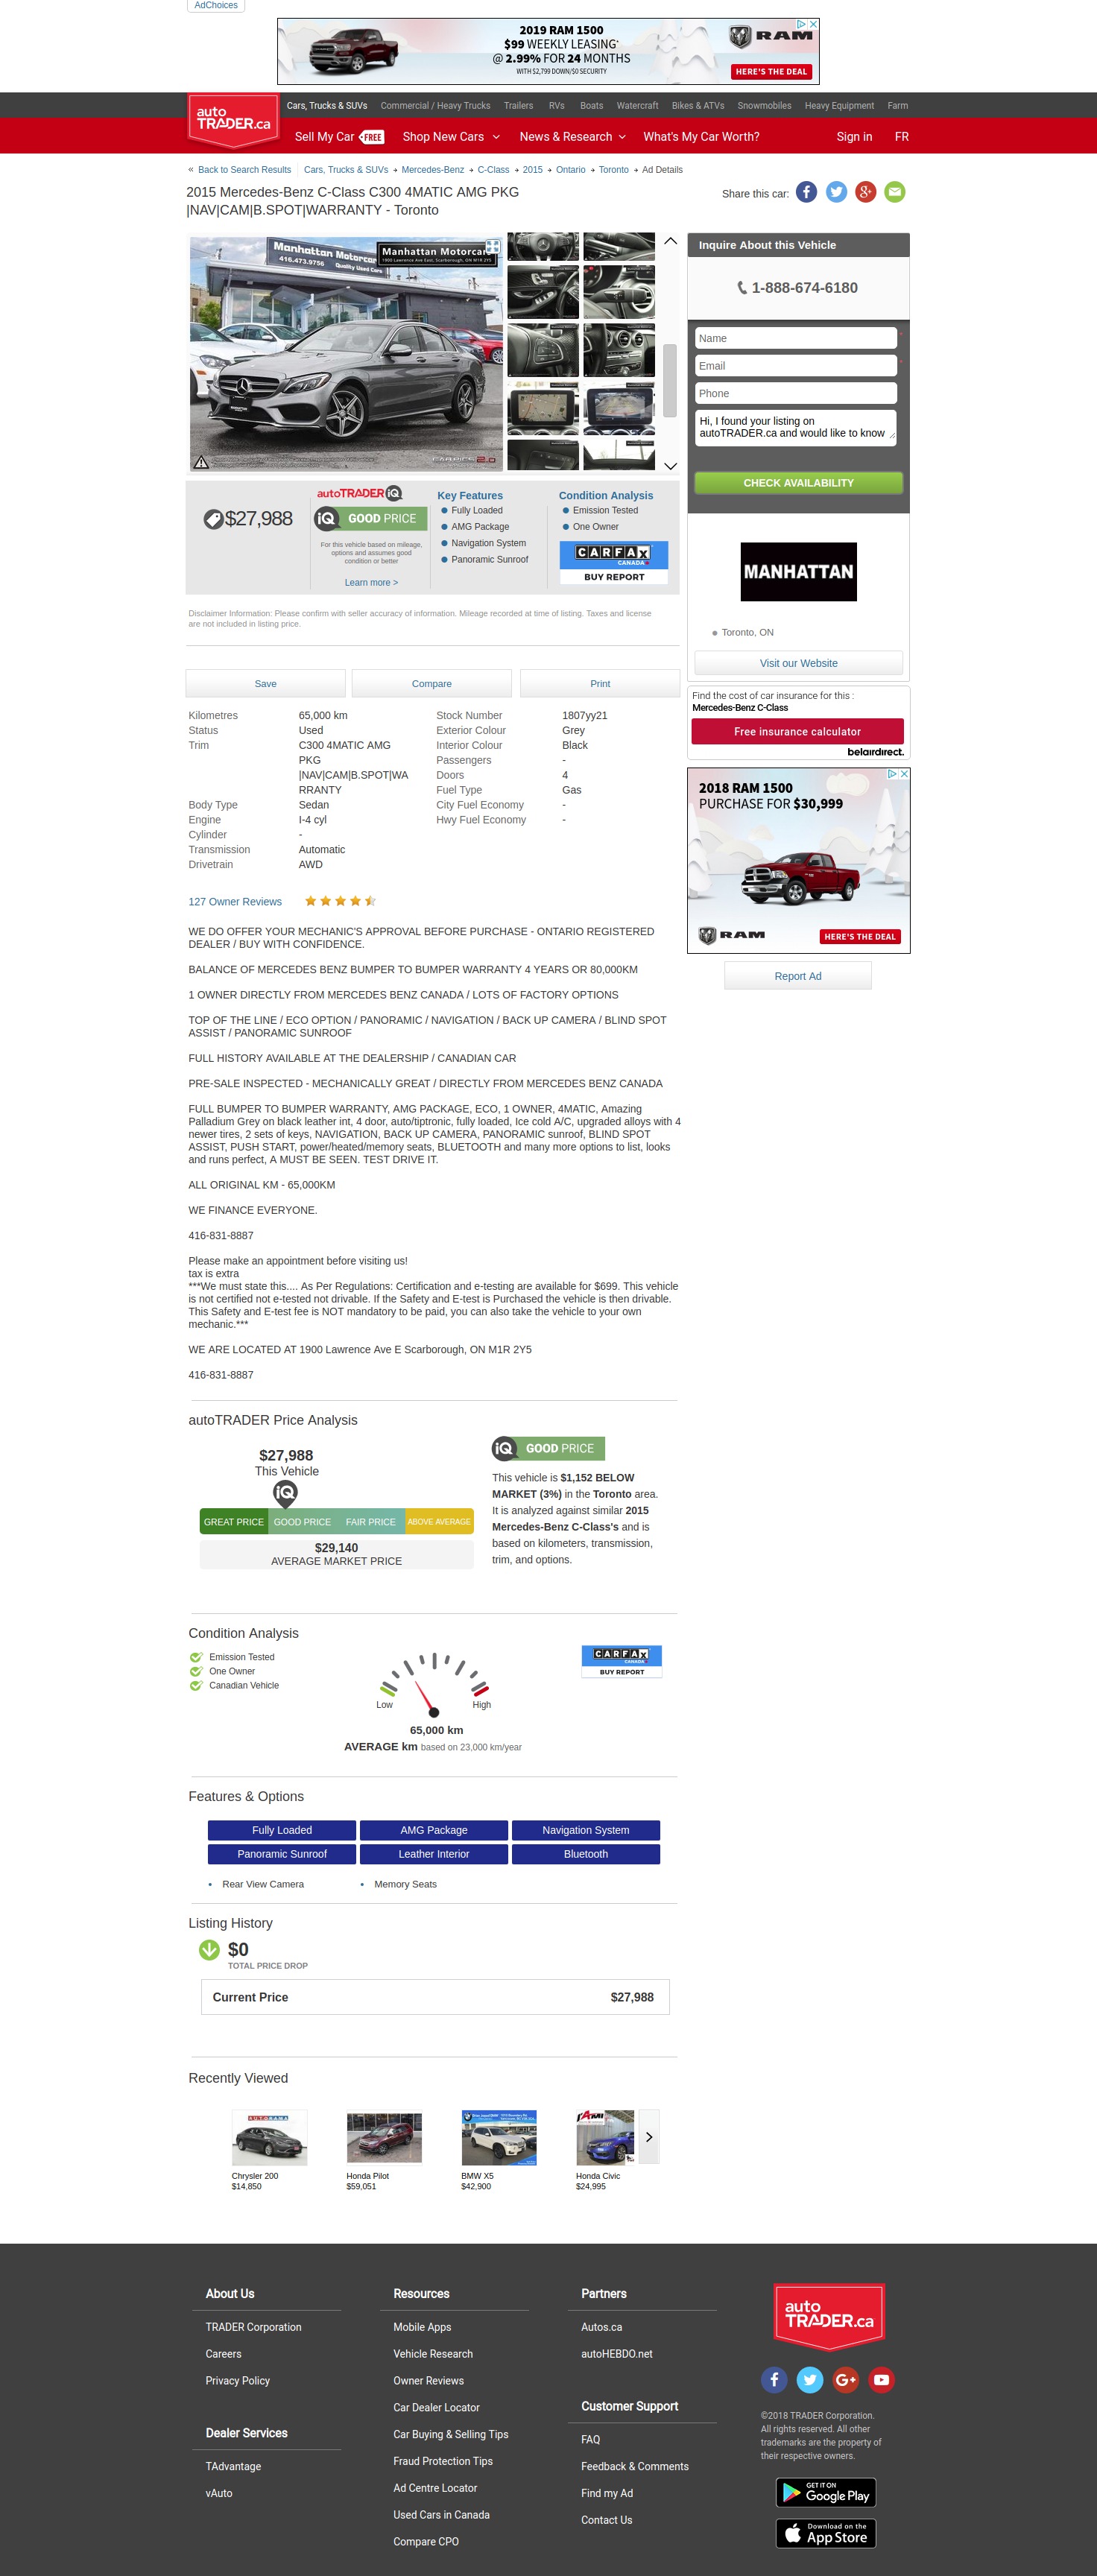 AdChoices
2019 RAM 1500
$99 WEEKLY LEASING*
@ 2.99% FOR 24 MONTHS
WITH $2,799 DOWN/$0 SECURITY
RAM
HERE'S THE DEAL
auto
TRADER.ca
Cars, Trucks & SUVs Commercial / Heavy Trucks Trailers RVs Boats Watercraft Bikes & ATVs Snowmobiles Heavy Equipment Farm
Sell My Car FREE Shop New Cars News & Research What's My Car Worth? Sign in FR
« Back to Search Results Cars, Trucks & SUVs Mercedes-Benz C-Class 2015 Ontario Toronto Ad Details
2015 Mercedes-Benz C-Class C300 4MATIC AMG PKG
|NAV|CAM|B.SPOT|WARRANTY - Toronto
Share this car:
Manhattan Motorcars
416.473.9756
Quality Used Cars
Manhattan Motorcars
1900 Lawrence Ave East, Scarborough, ON M1R 2Y5
416-831-6180
MANHATTAN
CARPICS 2.0
Inquire About this Vehicle
1-888-674-6180
Name *
Email *
Phone
Hi, I found your listing on
autoTRADER.ca and would like to know
CHECK AVAILABILITY
$27,988
autoTRADER iQ
iQ GOOD PRICE
For this vehicle based on mileage,
options and assumes good
condition or better
Learn more >
Key Features
Fully Loaded
AMG Package
Navigation System
Panoramic Sunroof
Condition Analysis
Emission Tested
One Owner
CARFAX
CANADA
BUY REPORT
MANHATTAN
Toronto, ON
Visit our Website
Disclaimer Information: Please confirm with seller accuracy of information. Mileage recorded at time of listing. Taxes and license
are not included in listing price.
Save
Compare
Print
Find the cost of car insurance for this :
Mercedes-Benz C-Class
Free insurance calculator
belairdirect.
Kilometres 65,000 km
Status Used
Trim C300 4MATIC AMG
PKG
|NAV|CAM|B.SPOT|WA
RRANTY
Body Type Sedan
Engine I-4 cyl
Cylinder -
Transmission Automatic
Drivetrain AWD
Stock Number 1807yy21
Exterior Colour Grey
Interior Colour Black
Passengers -
Doors 4
Fuel Type Gas
City Fuel Economy -
Hwy Fuel Economy -
2018 RAM 1500
PURCHASE FOR $30,999
RAM
HERE'S THE DEAL
Report Ad
127 Owner Reviews
WE DO OFFER YOUR MECHANIC'S APPROVAL BEFORE PURCHASE - ONTARIO REGISTERED
DEALER / BUY WITH CONFIDENCE.
BALANCE OF MERCEDES BENZ BUMPER TO BUMPER WARRANTY 4 YEARS OR 80,000KM
1 OWNER DIRECTLY FROM MERCEDES BENZ CANADA / LOTS OF FACTORY OPTIONS
TOP OF THE LINE / ECO OPTION / PANORAMIC / NAVIGATION / BACK UP CAMERA / BLIND SPOT
ASSIST / PANORAMIC SUNROOF
FULL HISTORY AVAILABLE AT THE DEALERSHIP / CANADIAN CAR
PRE-SALE INSPECTED - MECHANICALLY GREAT / DIRECTLY FROM MERCEDES BENZ CANADA
FULL BUMPER TO BUMPER WARRANTY, AMG PACKAGE, ECO, 1 OWNER, 4MATIC, Amazing
Palladium Grey on black leather int, 4 door, auto/tiptronic, fully loaded, Ice cold A/C, upgraded alloys with 4
newer tires, 2 sets of keys, NAVIGATION, BACK UP CAMERA, PANORAMIC sunroof, BLIND SPOT
ASSIST, PUSH START, power/heated/memory seats, BLUETOOTH and many more options to list, looks
and runs perfect, A MUST BE SEEN. TEST DRIVE IT.
ALL ORIGINAL KM - 65,000KM
WE FINANCE EVERYONE.
416-831-8887
Please make an appointment before visiting us!
tax is extra
***We must state this.... As Per Regulations: Certification and e-testing are available for $699. This vehicle
is not certified not e-tested not drivable. If the Safety and E-test is Purchased the vehicle is then drivable.
This Safety and E-test fee is NOT mandatory to be paid, you can also take the vehicle to your own
mechanic.***
WE ARE LOCATED AT 1900 Lawrence Ave E Scarborough, ON M1R 2Y5
416-831-8887
autoTRADER Price Analysis
$27,988
This Vehicle
iQ
GREAT PRICE GOOD PRICE FAIR PRICE ABOVE AVERAGE
$29,140
AVERAGE MARKET PRICE
iQ GOOD PRICE
This vehicle is $1,152 BELOW
MARKET (3%) in the Toronto area.
It is analyzed against similar 2015
Mercedes-Benz C-Class's and is
based on kilometers, transmission,
trim, and options.
Condition Analysis
Emission Tested
One Owner
Canadian Vehicle
Low High
65,000 km
AVERAGE km based on 23,000 km/year
CARFAX
CANADA
BUY REPORT
Features & Options
Fully Loaded AMG Package Navigation System
Panoramic Sunroof Leather Interior Bluetooth
Rear View Camera Memory Seats
Listing History
$0
TOTAL PRICE DROP
Current Price $27,988
Recently Viewed
AUTORAMA
Chrysler 200
$14,850
Honda Pilot
$59,051
BMW X5
$42,900
Honda Civic
$24,995
About Us
TRADER Corporation
Careers
Privacy Policy
Dealer Services
TAdvantage
vAuto
Resources
Mobile Apps
Vehicle Research
Owner Reviews
Car Dealer Locator
Car Buying & Selling Tips
Fraud Protection Tips
Ad Centre Locator
Used Cars in Canada
Compare CPO
Partners
Autos.ca
autoHEBDO.net
Customer Support
FAQ
Feedback & Comments
Find my Ad
Contact Us
auto
TRADER.ca
©2018 TRADER Corporation.
All rights reserved. All other
trademarks are the property of
their respective owners.
GET IT ON
Google Play
Download on the
App Store